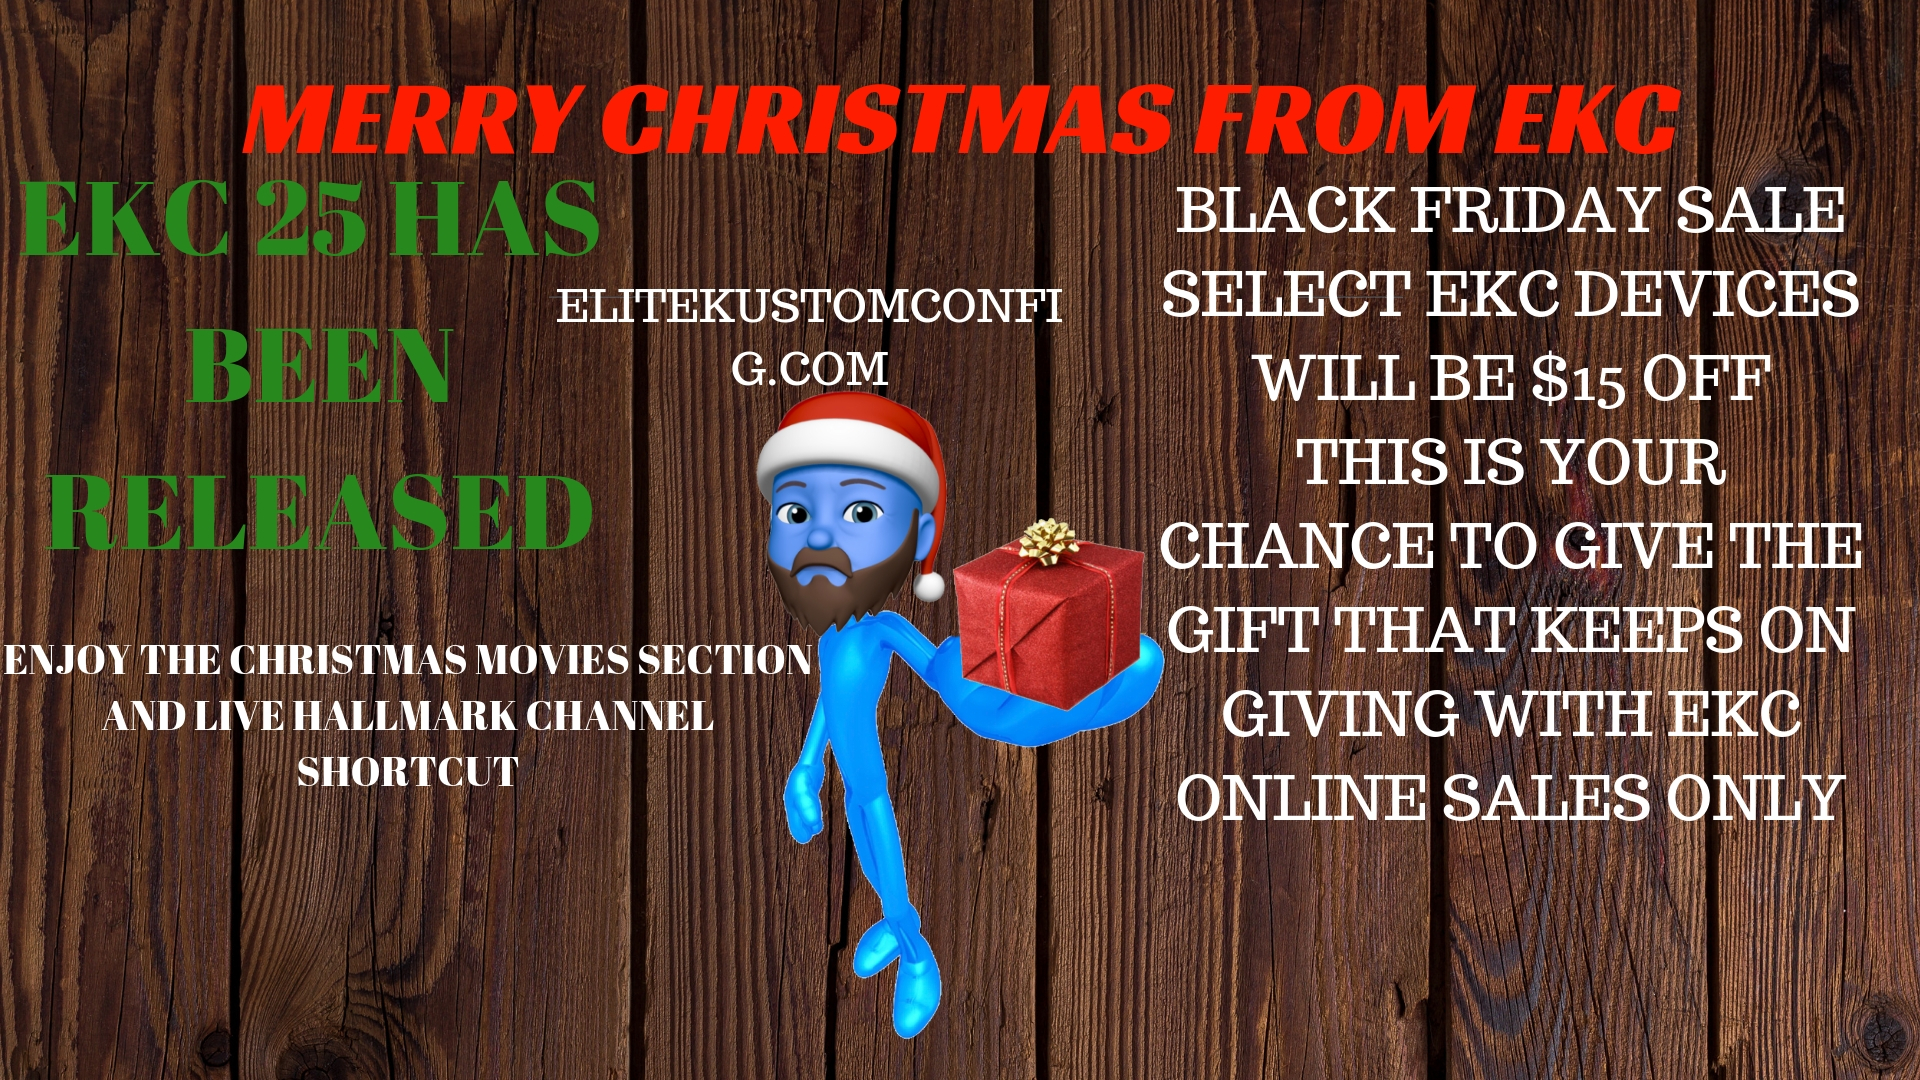 MERRY CHRISTMAS FROM EKC
EKC 25 HAS
BEEN
RELEASED
ENJOY THE CHRISTMAS MOVIES SECTION
AND LIVE HALLMARK CHANNEL
SHORTCUT
ELITEKUSTOMCONFI
G.COM
BLACK FRIDAY SALE
SELECT EKC DEVICES
WILL BE $15 OFF
THIS IS YOUR
CHANCE TO GIVE THE
GIFT THAT KEEPS ON
GIVING WITH EKC
ONLINE SALES ONLY